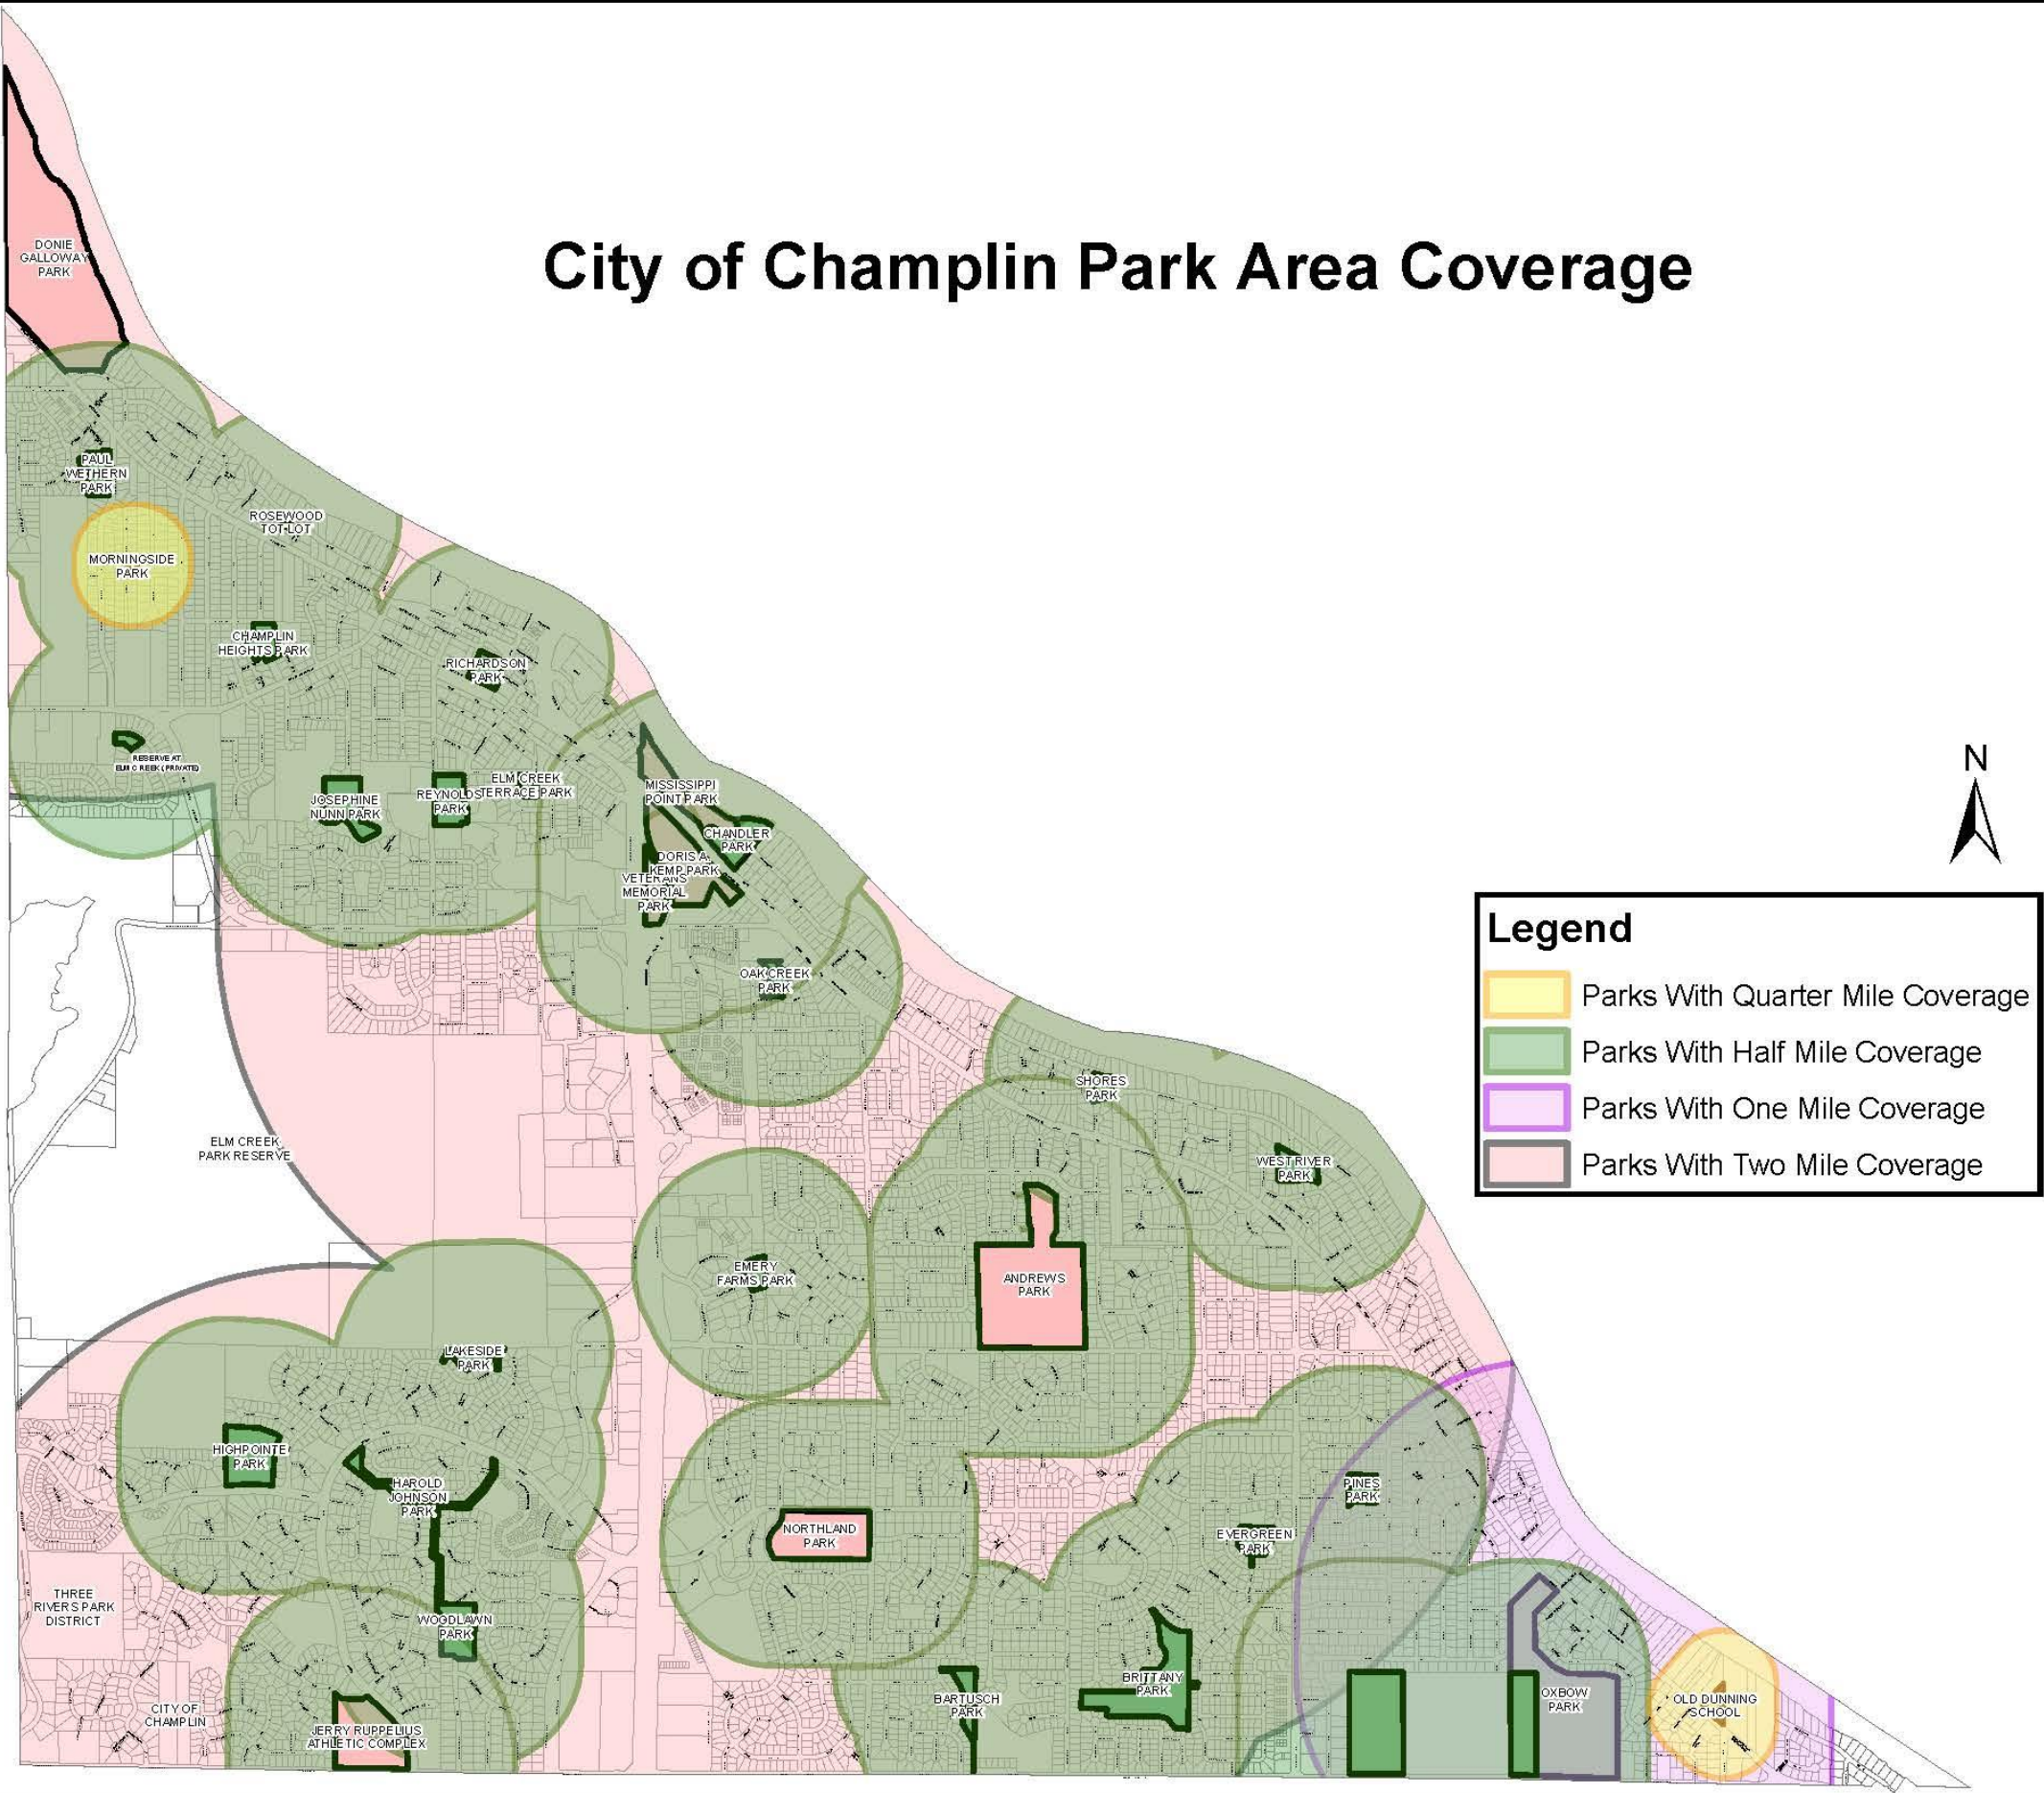 City of Champlin Park Area Coverage
DONIE
GALLOWAY
PARK
PAUL
WETHERN
PARK
ROSEWOOD
TOT LOT
MORNINGSIDE
PARK
CHAMPLIN
HEIGHTS PARK
RICHARDSON
PARK
RESERVE AT
ELM CREEK (PRIVATE)
JOSEPHINE
NUNN PARK
REYNOLDS
PARK
ELM CREEK
TERRACE PARK
MISSISSIPPI
POINT PARK
CHANDLER
PARK
DORIS A.
KEMP PARK
VETERANS
MEMORIAL
PARK
OAK CREEK
PARK
N
Legend
Parks With Quarter Mile Coverage
Parks With Half Mile Coverage
Parks With One Mile Coverage
Parks With Two Mile Coverage
SHORES
PARK
ELM CREEK
PARK RESERVE
WEST RIVER
PARK
EMERY
FARMS PARK
ANDREWS
PARK
LAKESIDE
PARK
HIGHPOINTE
PARK
HAROLD
JOHNSON
PARK
PINES
PARK
NORTHLAND
PARK
EVERGREEN
PARK
THREE
RIVERS PARK
DISTRICT
WOODLAWN
PARK
BRITTANY
PARK
BARTUSCH
PARK
OXBOW
PARK
OLD DUNNING
SCHOOL
CITY OF
CHAMPLIN
JERRY RUPPELIUS
ATHLETIC COMPLEX